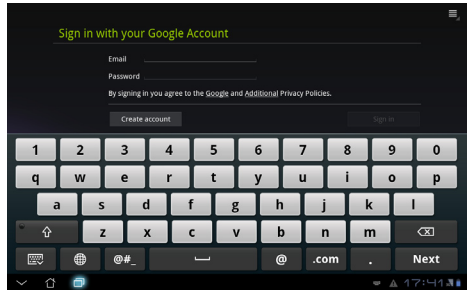 Sign in with your Google Account
Email
Password
By signing in you agree to the Google and Additional Privacy Policies.
Create account Sign in
1 2 3 4 5 6 7 8 9 0
q w e r t y u i o p
a s d f g h j k l
z x c v b n m
@#_ @ .com . Next
17:41